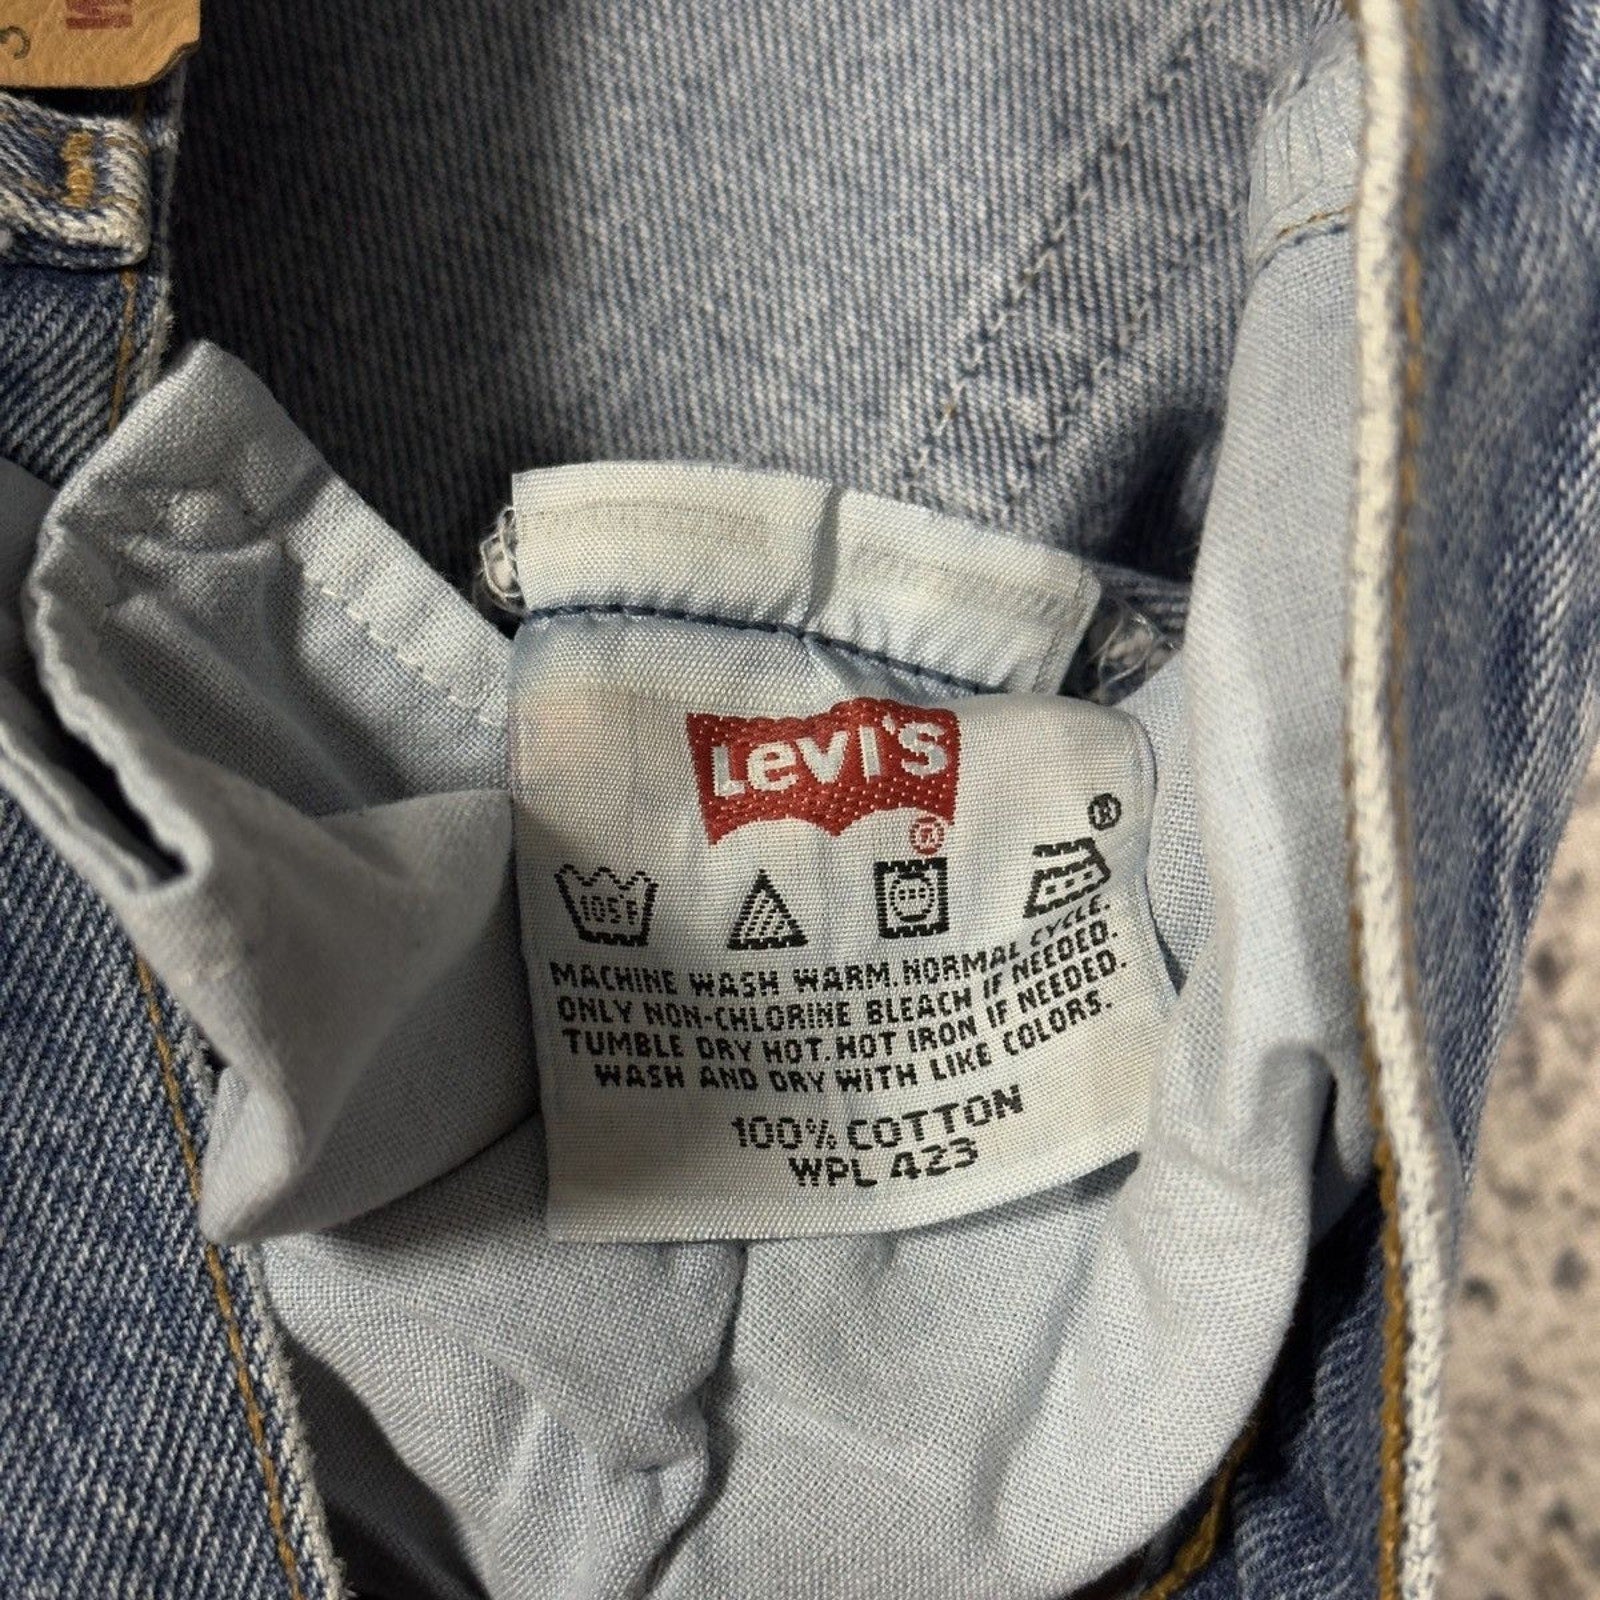 Levi's
®
®
105F
MACHINE WASH WARM. NORMAL CYCLE.
ONLY NON-CHLORINE BLEACH IF NEEDED.
TUMBLE DRY HOT. HOT IRON IF NEEDED.
WASH AND DRY WITH LIKE COLORS.
100% COTTON
WPL 423